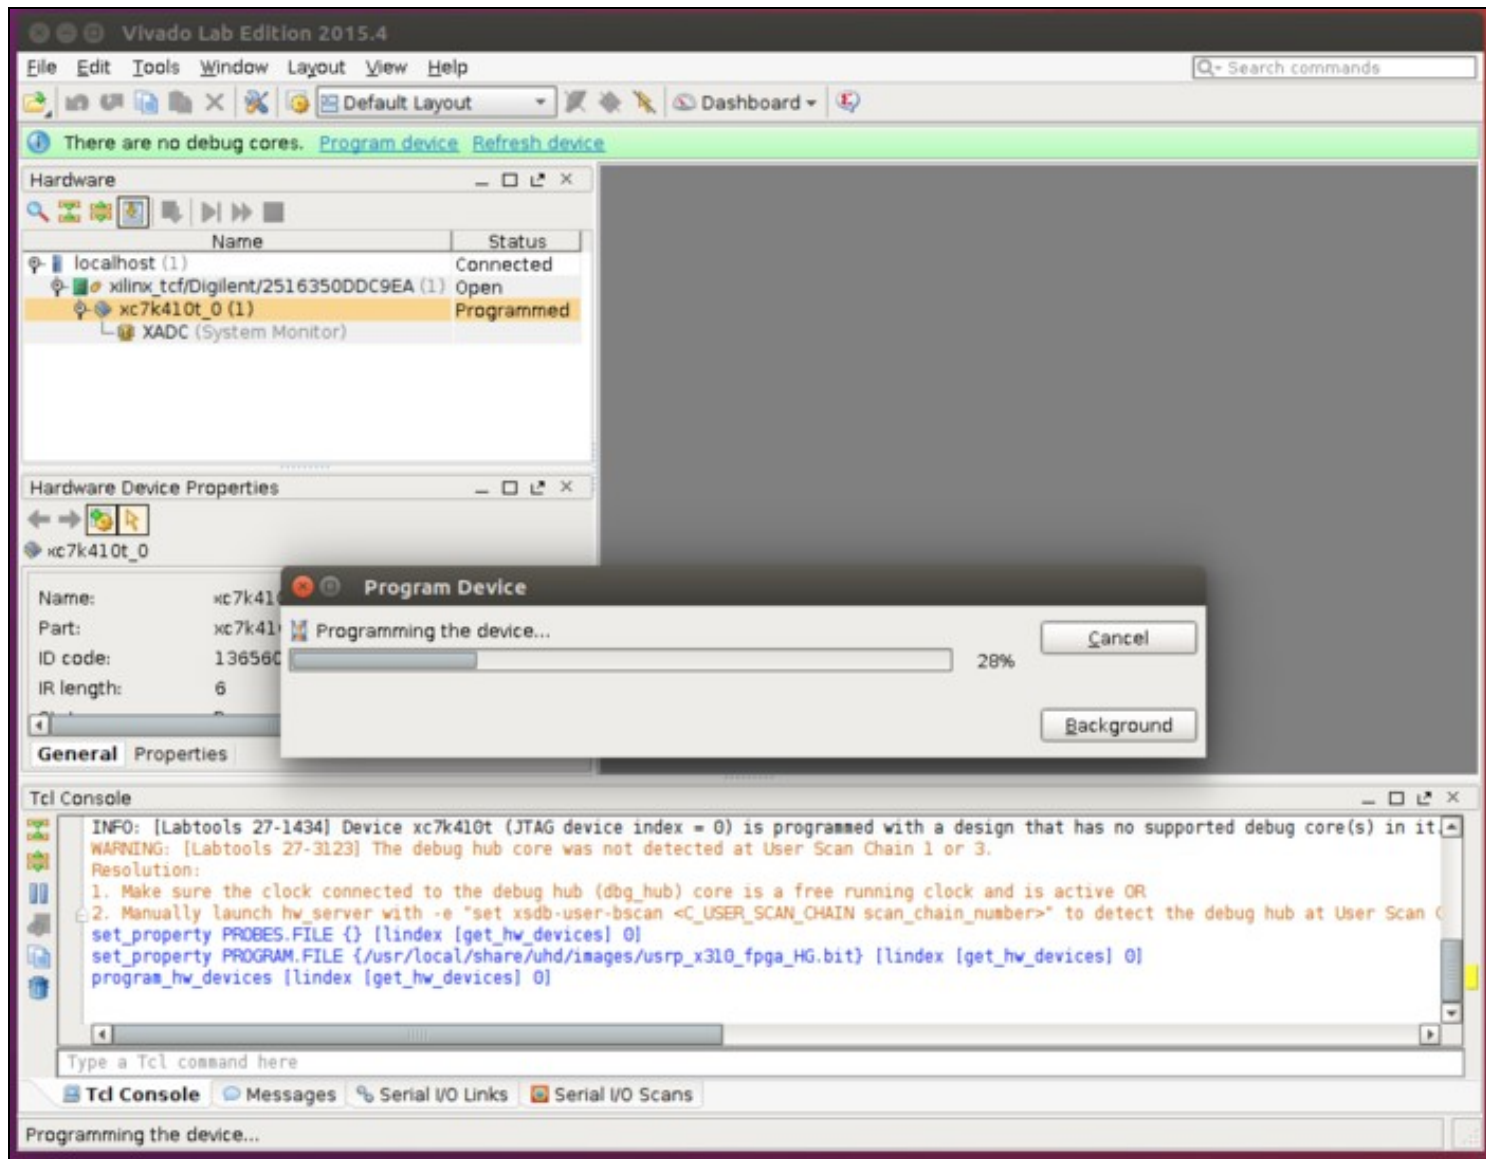 Vivado Lab Edition 2015.4
File Edit Tools Window Layout View Help
Search commands
Default Layout Dashboard
There are no debug cores. Program device Refresh device
Hardware
Name Status
localhost (1) Connected
xilinx_tcf/Digilent/2516350DDC9EA (1) Open
xc7k410t_0 (1) Programmed
XADC (System Monitor)
Hardware Device Properties
xc7k410t_0
Name: xc7k41
Part: xc7k41
ID code: 13656
IR length: 6
General Properties
Program Device
Programming the device...
28%
Cancel
Background
Tcl Console
INFO: [Labtools 27-1434] Device xc7k410t (JTAG device index = 0) is programmed with a design that has no supported debug core(s) in it.
WARNING: [Labtools 27-3123] The debug hub core was not detected at User Scan Chain 1 or 3.
Resolution:
1. Make sure the clock connected to the debug hub (dbg_hub) core is a free running clock and is active OR
2. Manually launch hw_server with -e "set xsdb-user-bscan <C_USER_SCAN_CHAIN scan_chain_number>" to detect the debug hub at User Scan
set_property PROBES.FILE {} [lindex [get_hw_devices] 0]
set_property PROGRAM.FILE {/usr/local/share/uhd/images/usrp_x310_fpga_HG.bit} [lindex [get_hw_devices] 0]
program_hw_devices [lindex [get_hw_devices] 0]
Type a Tcl command here
Tcl Console Messages Serial I/O Links Serial I/O Scans
Programming the device...